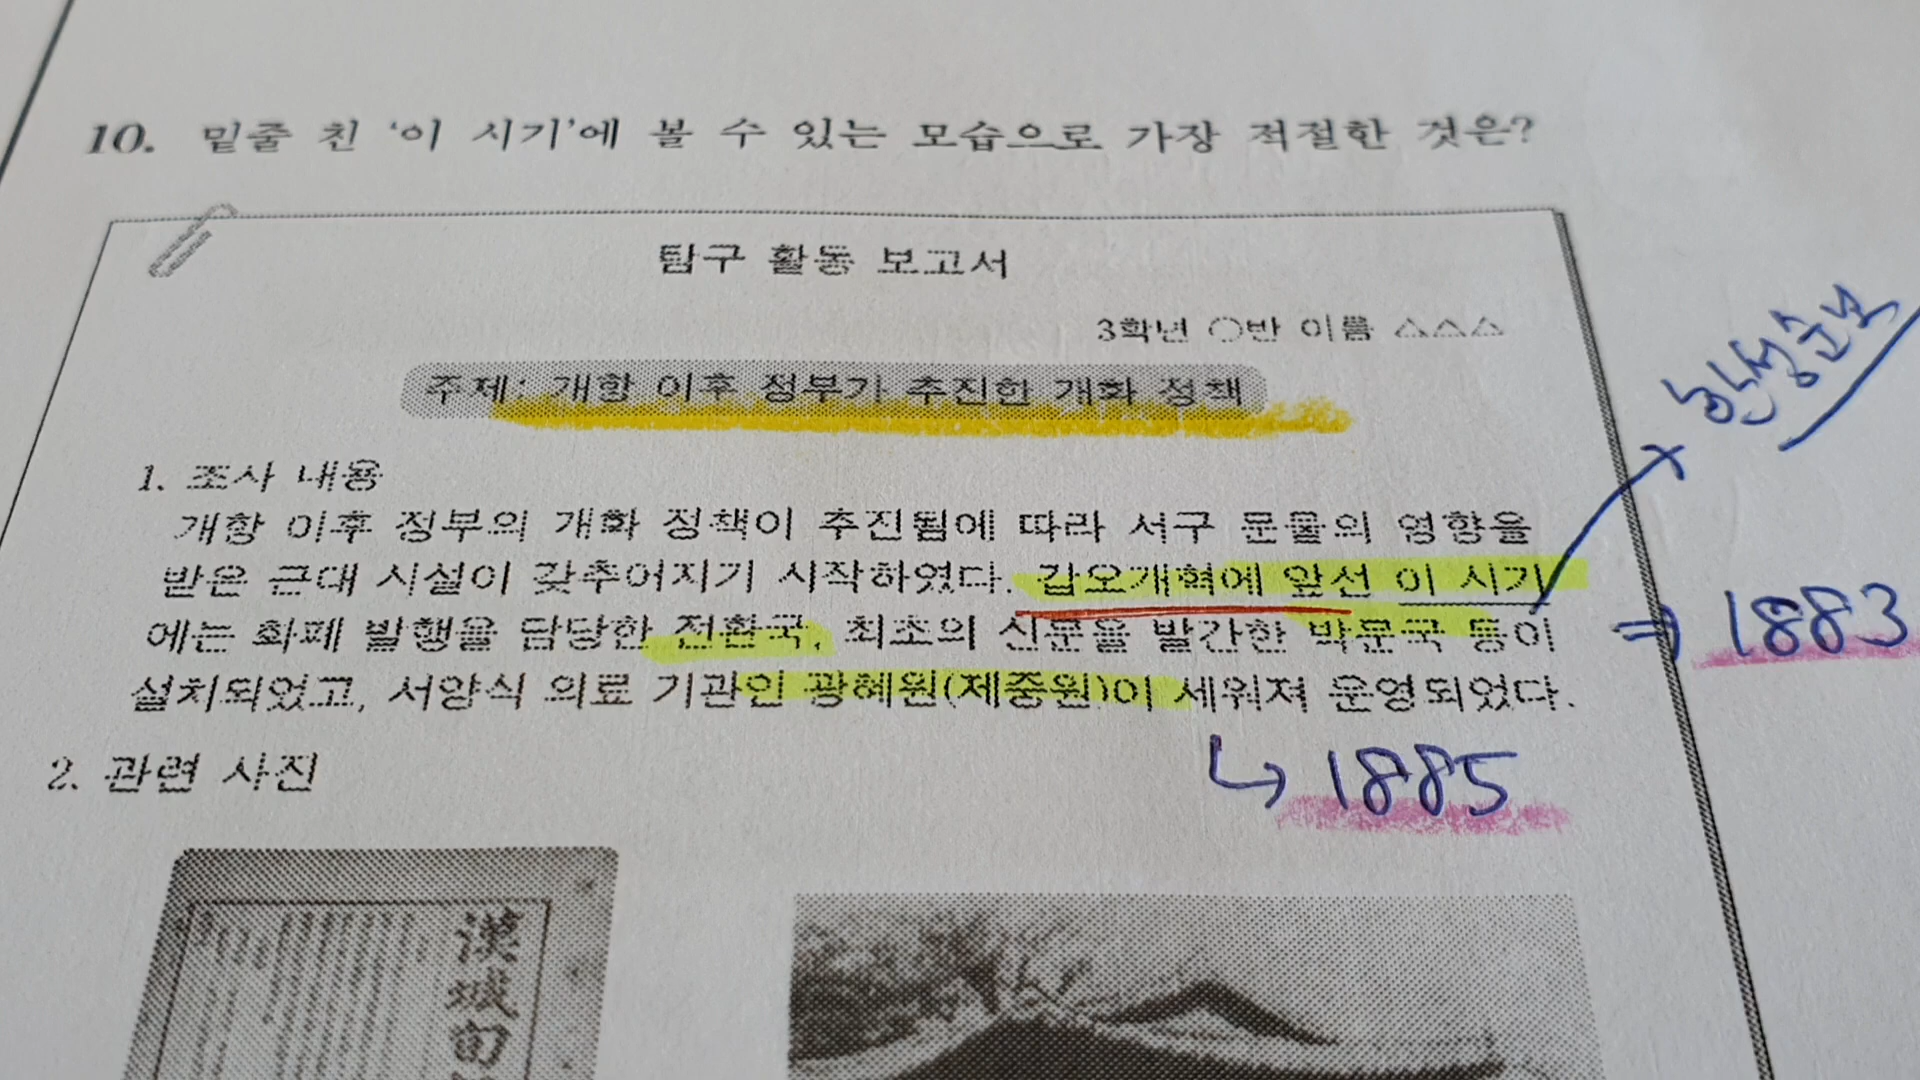 10. 밑줄 친 '이 시기'에 볼 수 있는 모습으로 가장 적절한 것은?
탐구 활동 보고서
3학년 ○반 이름 △△△
주제: 개항 이후 정부가 추진한 개화 정책
1. 조사 내용
개항 이후 정부의 개화 정책이 추진됨에 따라 서구 문물의 영향을
받은 근대 시설이 갖추어지기 시작하였다. 갑오개혁에 앞선 이 시기
에는 화폐 발행을 담당한 전환국, 최초의 신문을 발간한 박문국 등이
설치되었고, 서양식 의료 기관인 광혜원(제중원)이 세워져 운영되었다.
한성순보
⇒ 1883
↳ 1885
2. 관련 사진
漢城旬